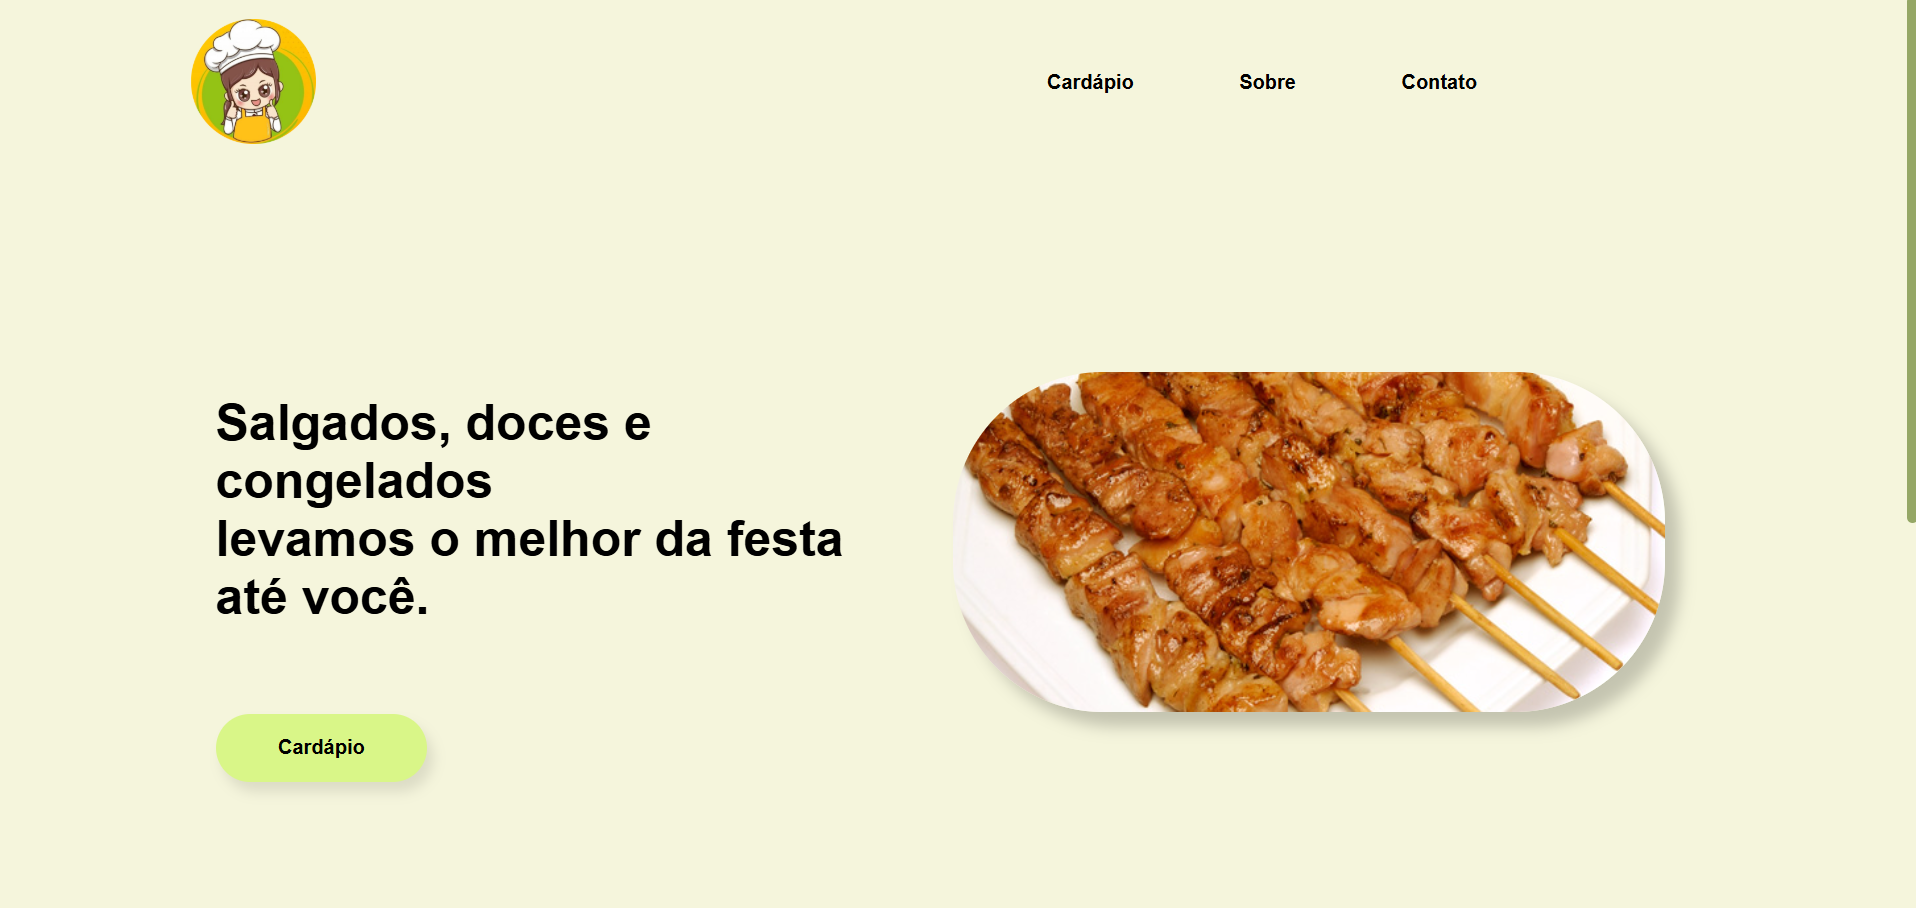 Cardápio
Sobre
Contato
Salgados, doces e
congelados
levamos o melhor da festa
até você.
Cardápio